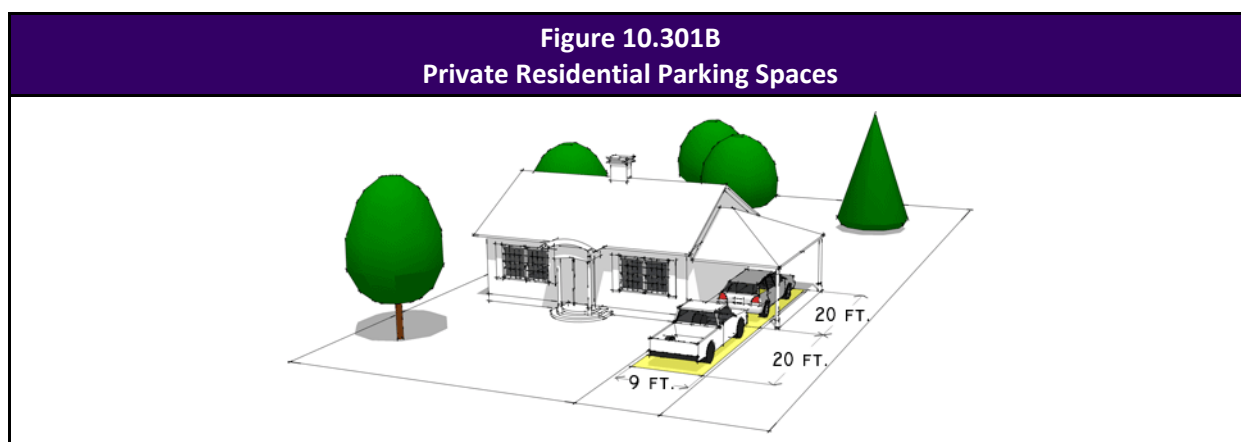 Figure 10.301B
Private Residential Parking Spaces
20 FT.
20 FT.
9 FT.